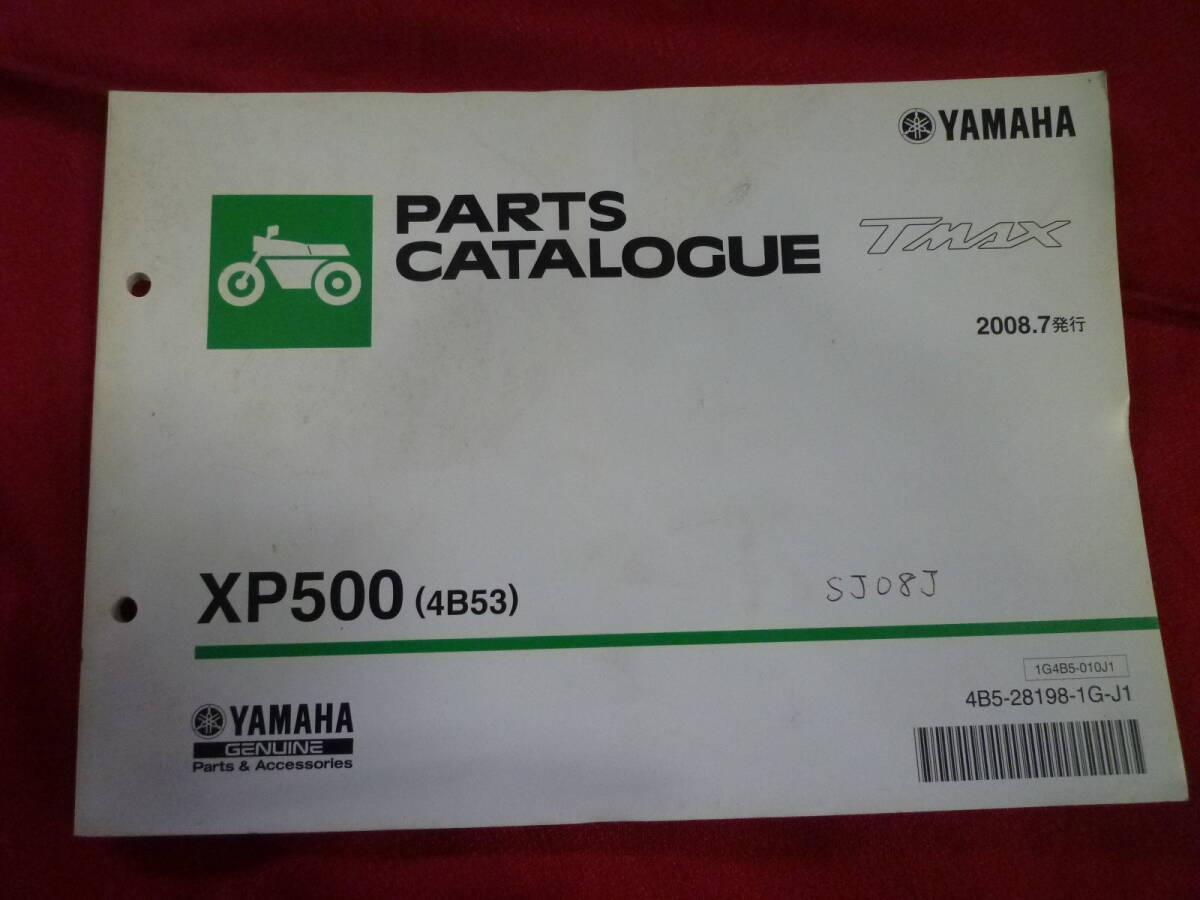 YAMAHA
PARTS
CATALOGUE
TMAX
2008.7発行
XP500 (4B53)
SJ08J
1G4B5-010J1
4B5-28198-1G-J1
YAMAHA
GENUINE
Parts & Accessories